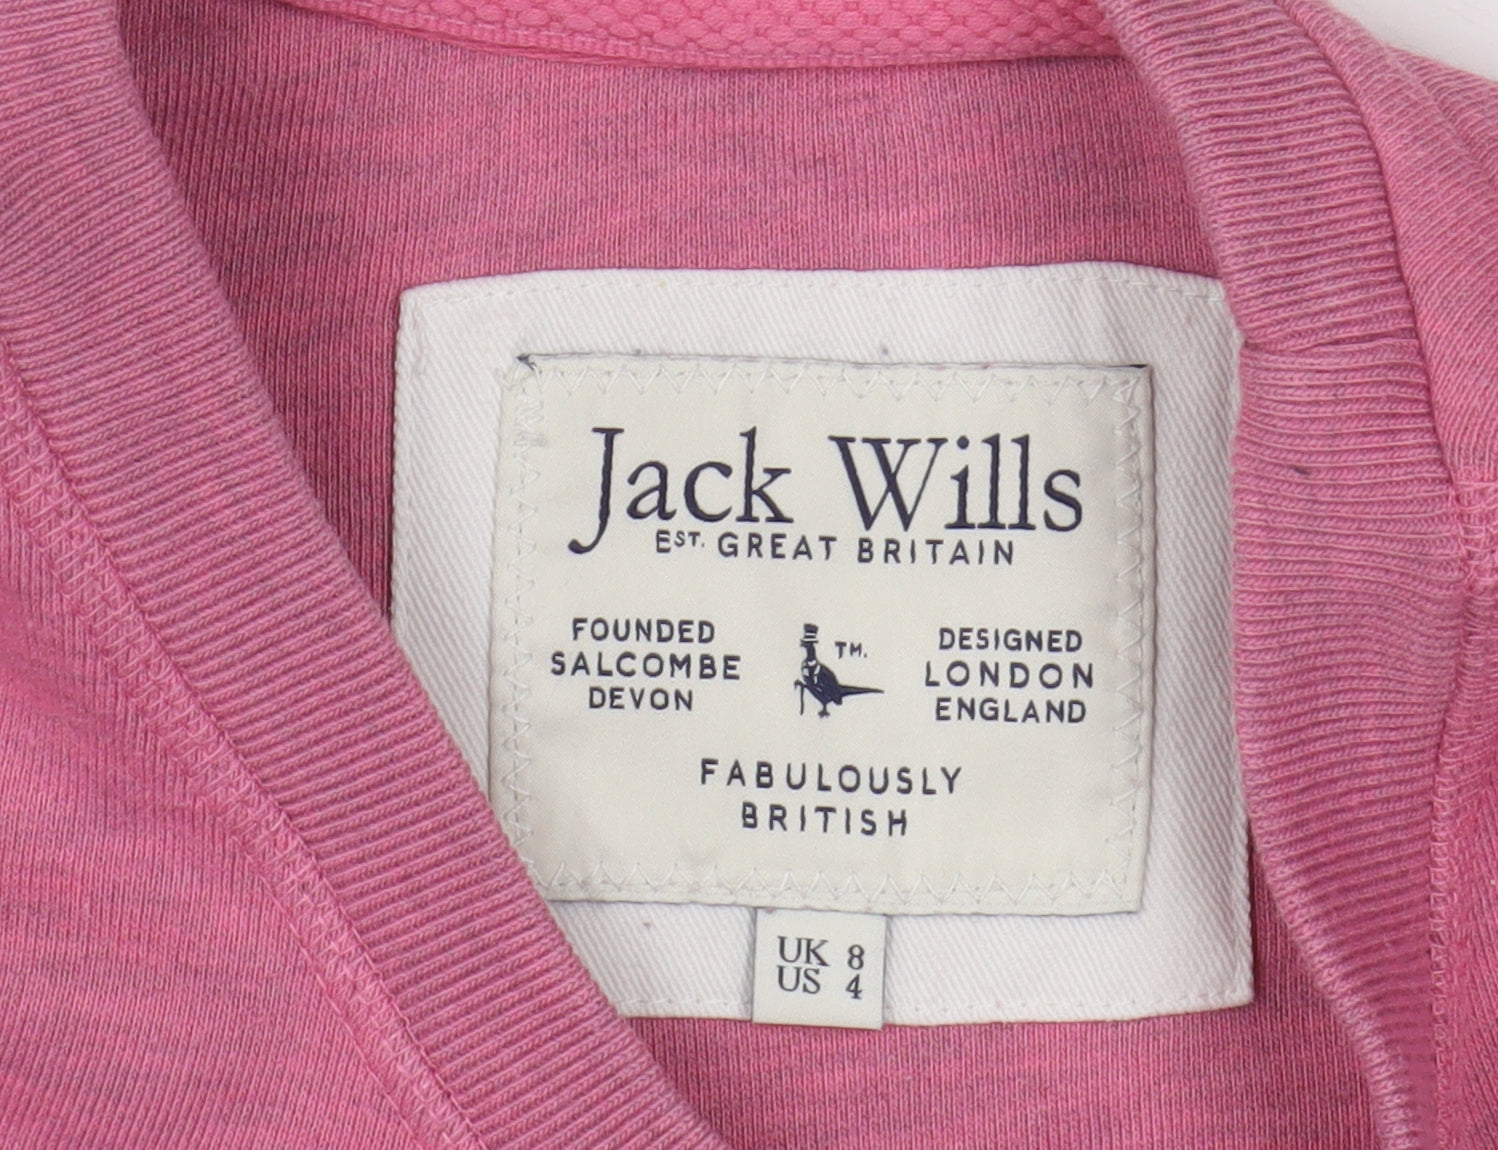 Jack Wills
EST. GREAT BRITAIN
FOUNDED
SALCOMBE
DEVON
TM.
DESIGNED
LONDON
ENGLAND
FABULOUSLY
BRITISH
UK 8
US 4